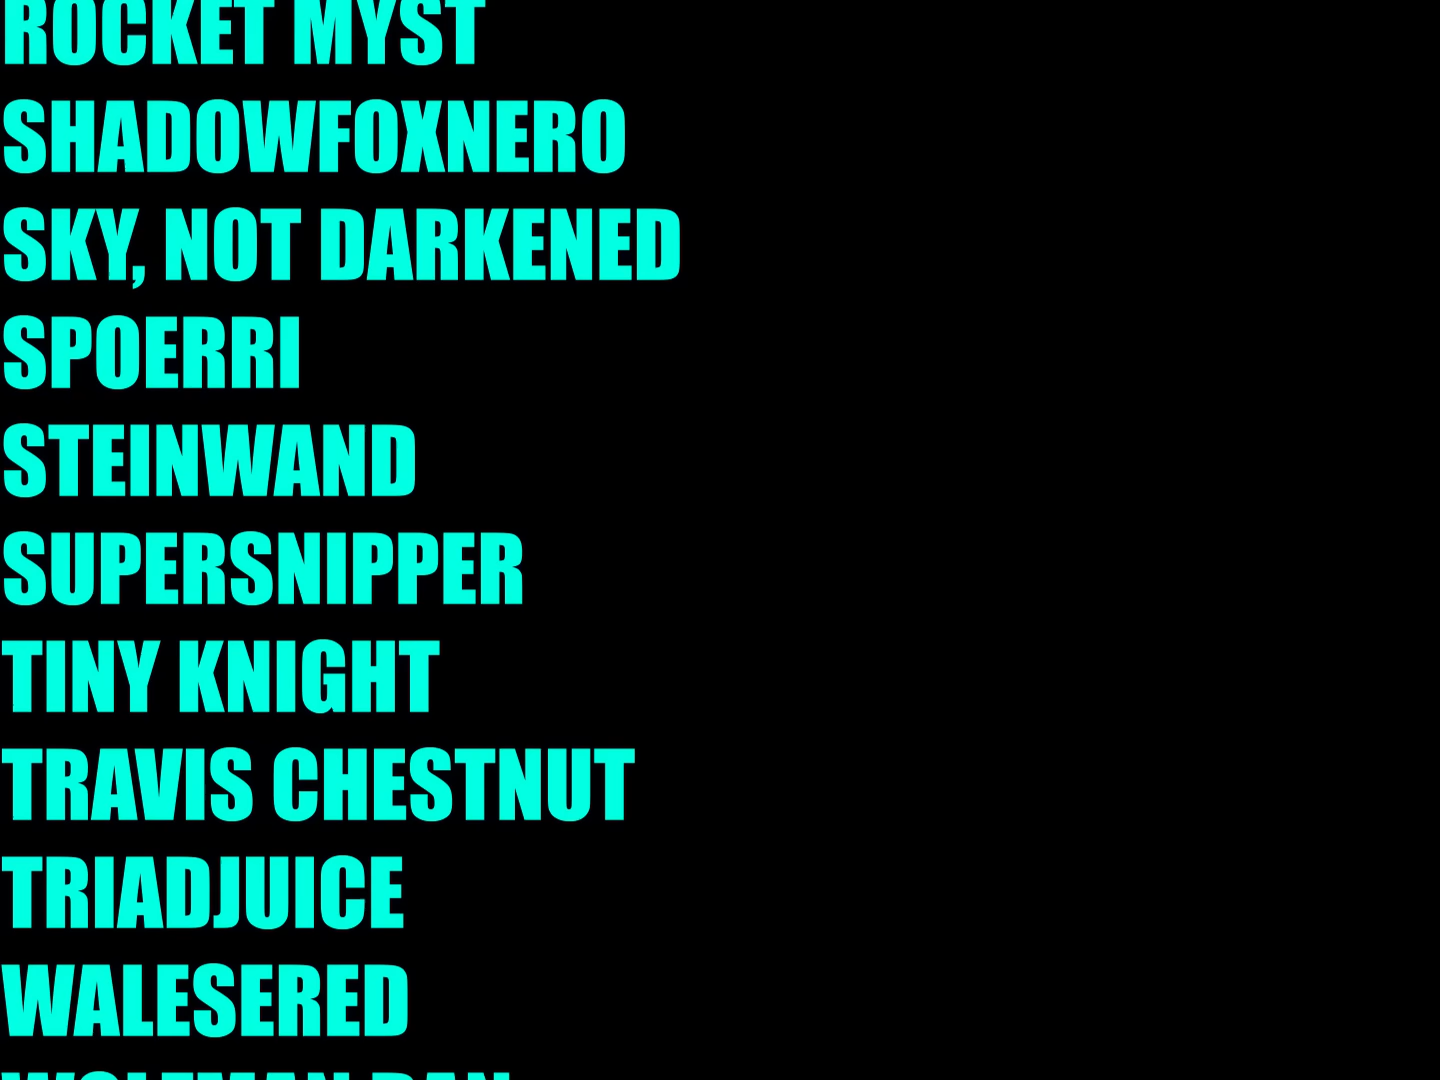 ROCKET MYST
SHADOWFOXNERO
SKY, NOT DARKENED
SPOERRI
STEINWAND
SUPERSNIPPER
TINY KNIGHT
TRAVIS CHESTNUT
TRIADJUICE
WALESERED